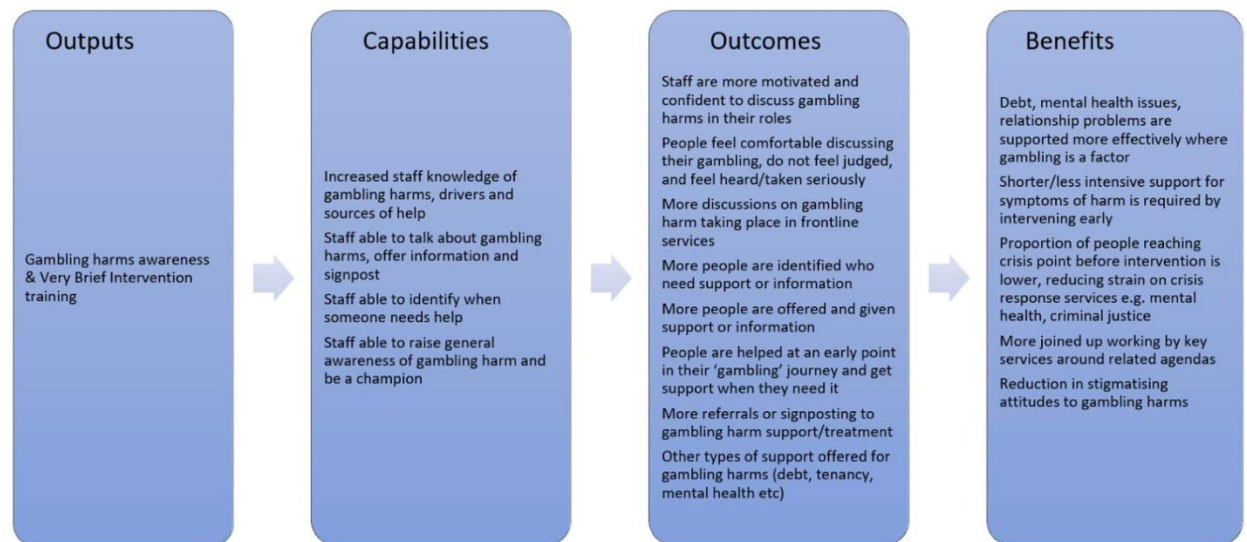 Outputs
Gambling harms awareness
& Very Brief Intervention
training
Capabilities
Increased staff knowledge of
gambling harms, drivers and
sources of help
Staff able to talk about gambling
harms, offer information and
signpost
Staff able to identify when
someone needs help
Staff able to raise general
awareness of gambling harm and
be a champion
Outcomes
Staff are more motivated and
confident to discuss gambling
harms in their roles
People feel comfortable discussing
their gambling, do not feel judged,
and feel heard/taken seriously
More discussions on gambling
harm taking place in frontline
services
More people are identified who
need support or information
More people are offered and given
support or information
People are helped at an early point
in their ‘gambling’ journey and get
support when they need it
More referrals or signposting to
gambling harm support/treatment
Other types of support offered for
gambling harms (debt, tenancy,
mental health etc)
Benefits
Debt, mental health issues,
relationship problems are
supported more effectively where
gambling is a factor
Shorter/less intensive support for
symptoms of harm is required by
intervening early
Proportion of people reaching
crisis point before intervention is
lower, reducing strain on crisis
response services e.g. mental
health, criminal justice
More joined up working by key
services around related agendas
Reduction in stigmatising
attitudes to gambling harms